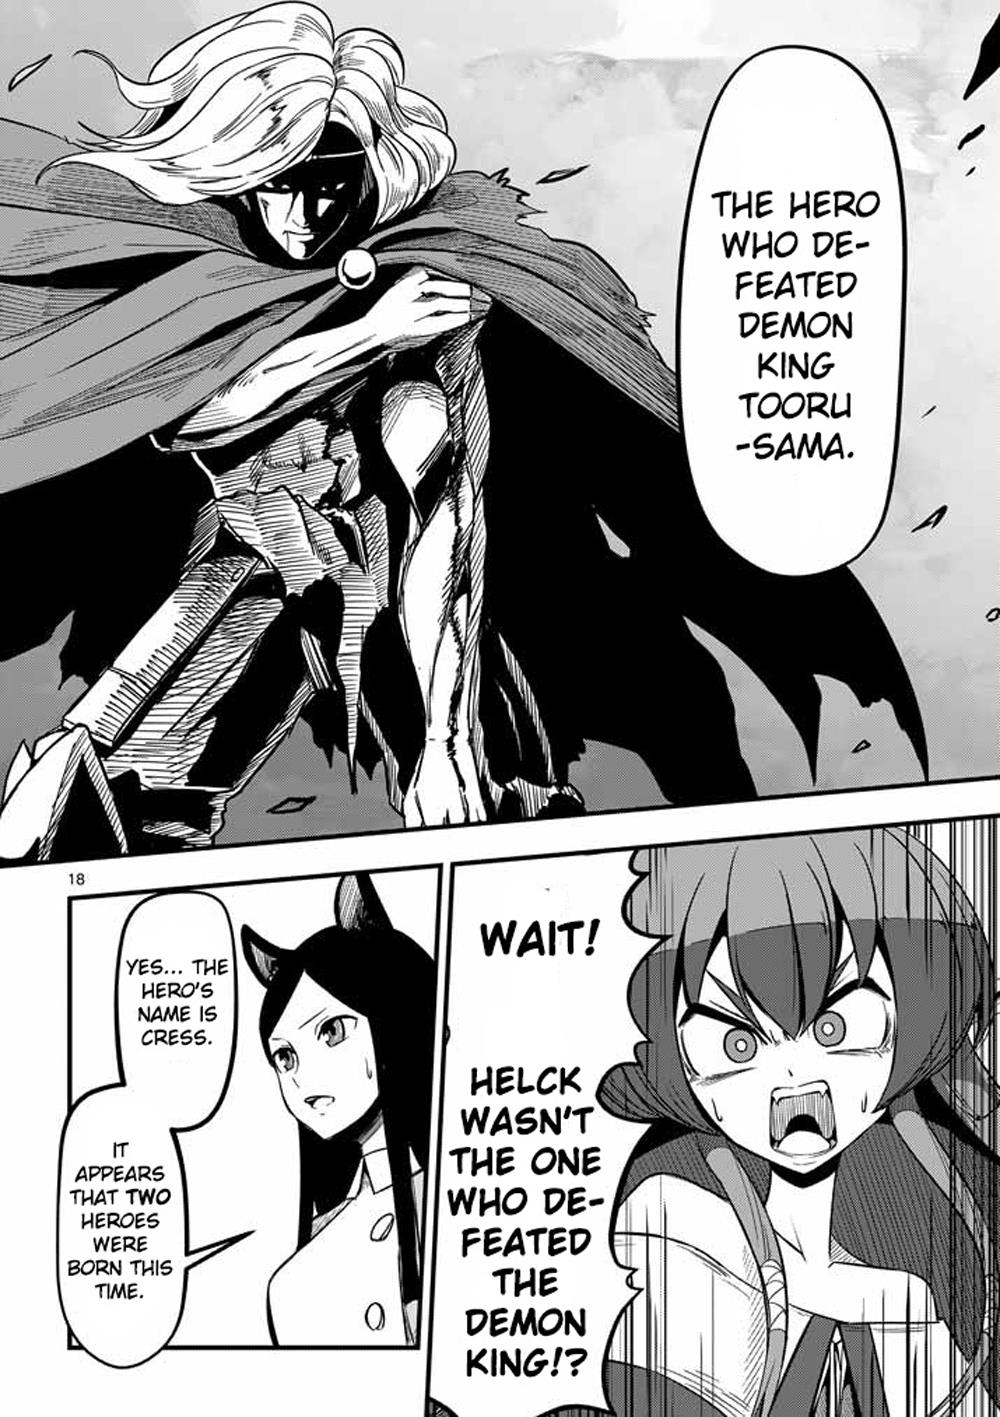 THE HERO
WHO DE-
FEATED
DEMON
KING
TOORU
-SAMA.
WAIT!
HELCK
WASN'T
THE ONE
WHO DE-
FEATED
THE
DEMON
KING!?
18
YES... THE
HERO'S
NAME IS
CRESS.
IT
APPEARS
THAT TWO
HEROES
WERE
BORN THIS
TIME.